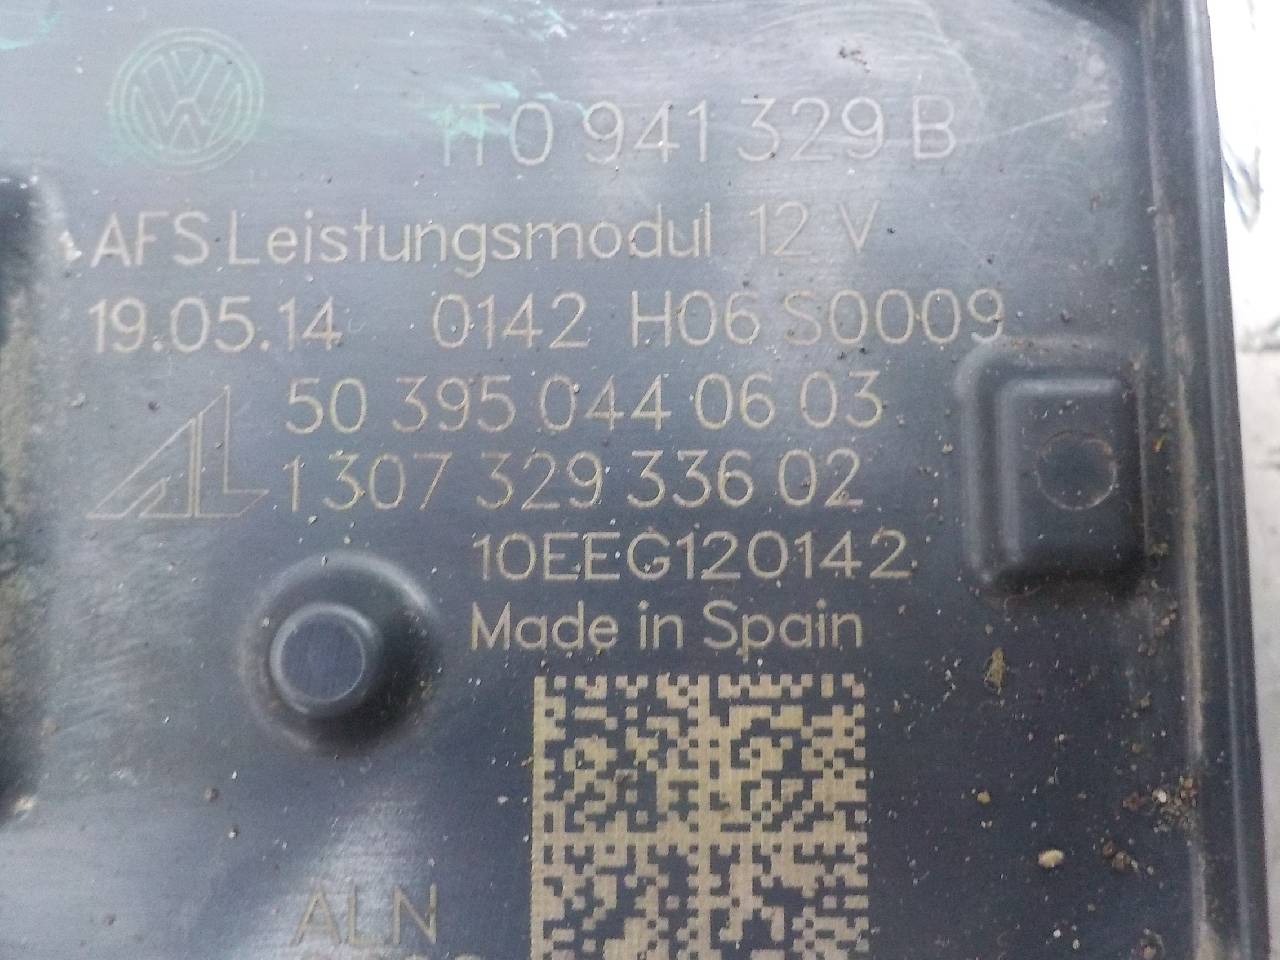 1T0 941 329 B
AFS Leistungsmodul 12 V
19.05.14 0142 H06 S0009
50 395 044 06 03
AL 1 307 329 336 02
10EEG120142
Made in Spain
ALN